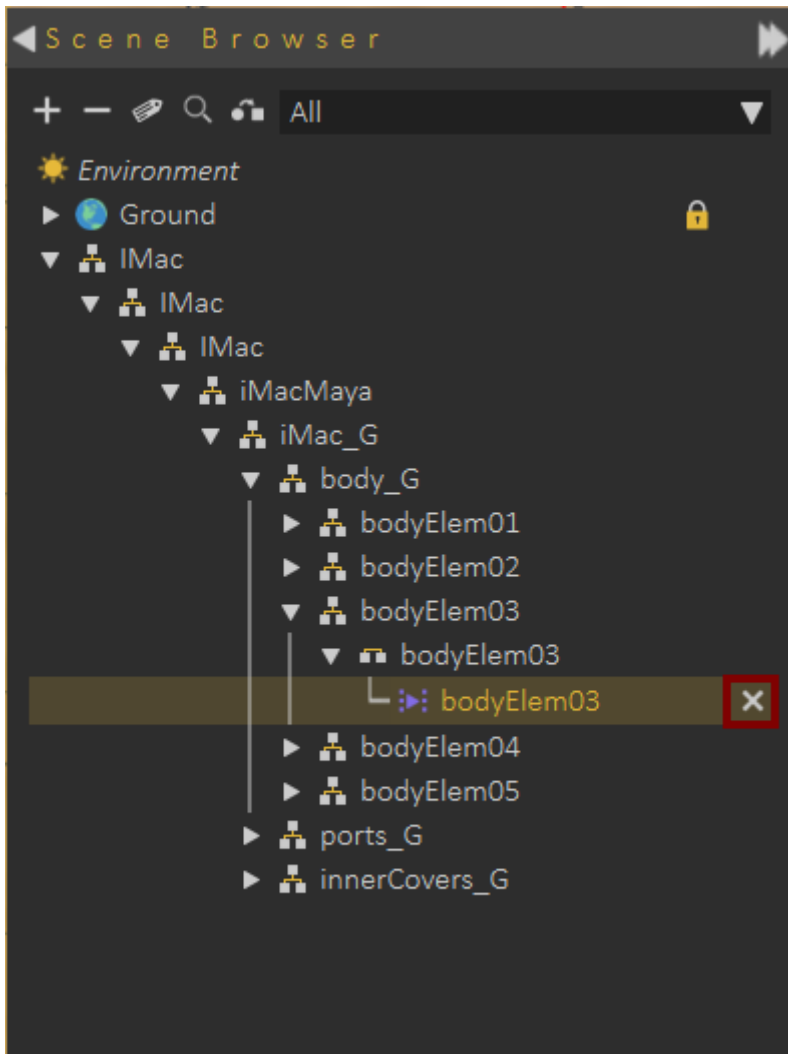 Scene Browser
All
Environment
Ground
IMac
IMac
IMac
iMacMaya
iMac_G
body_G
bodyElem01
bodyElem02
bodyElem03
bodyElem03
bodyElem03
bodyElem04
bodyElem05
ports_G
innerCovers_G